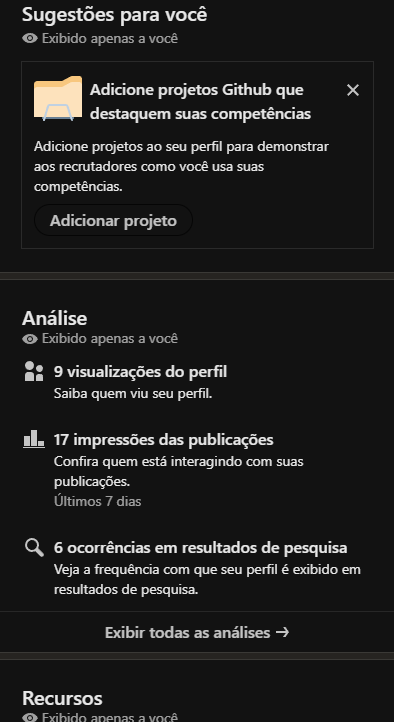 Sugestões para você
Exibido apenas a você
Adicione projetos Github que
destaquem suas competências
Adicione projetos ao seu perfil para demonstrar
aos recrutadores como você usa suas
competências.
Adicionar projeto
Análise
Exibido apenas a você
9 visualizações do perfil
Saiba quem viu seu perfil.
17 impressões das publicações
Confira quem está interagindo com suas
publicações.
Últimos 7 dias
6 ocorrências em resultados de pesquisa
Veja a frequência com que seu perfil é exibido em
resultados de pesquisa.
Exibir todas as análises →
Recursos
Exibido apenas a você